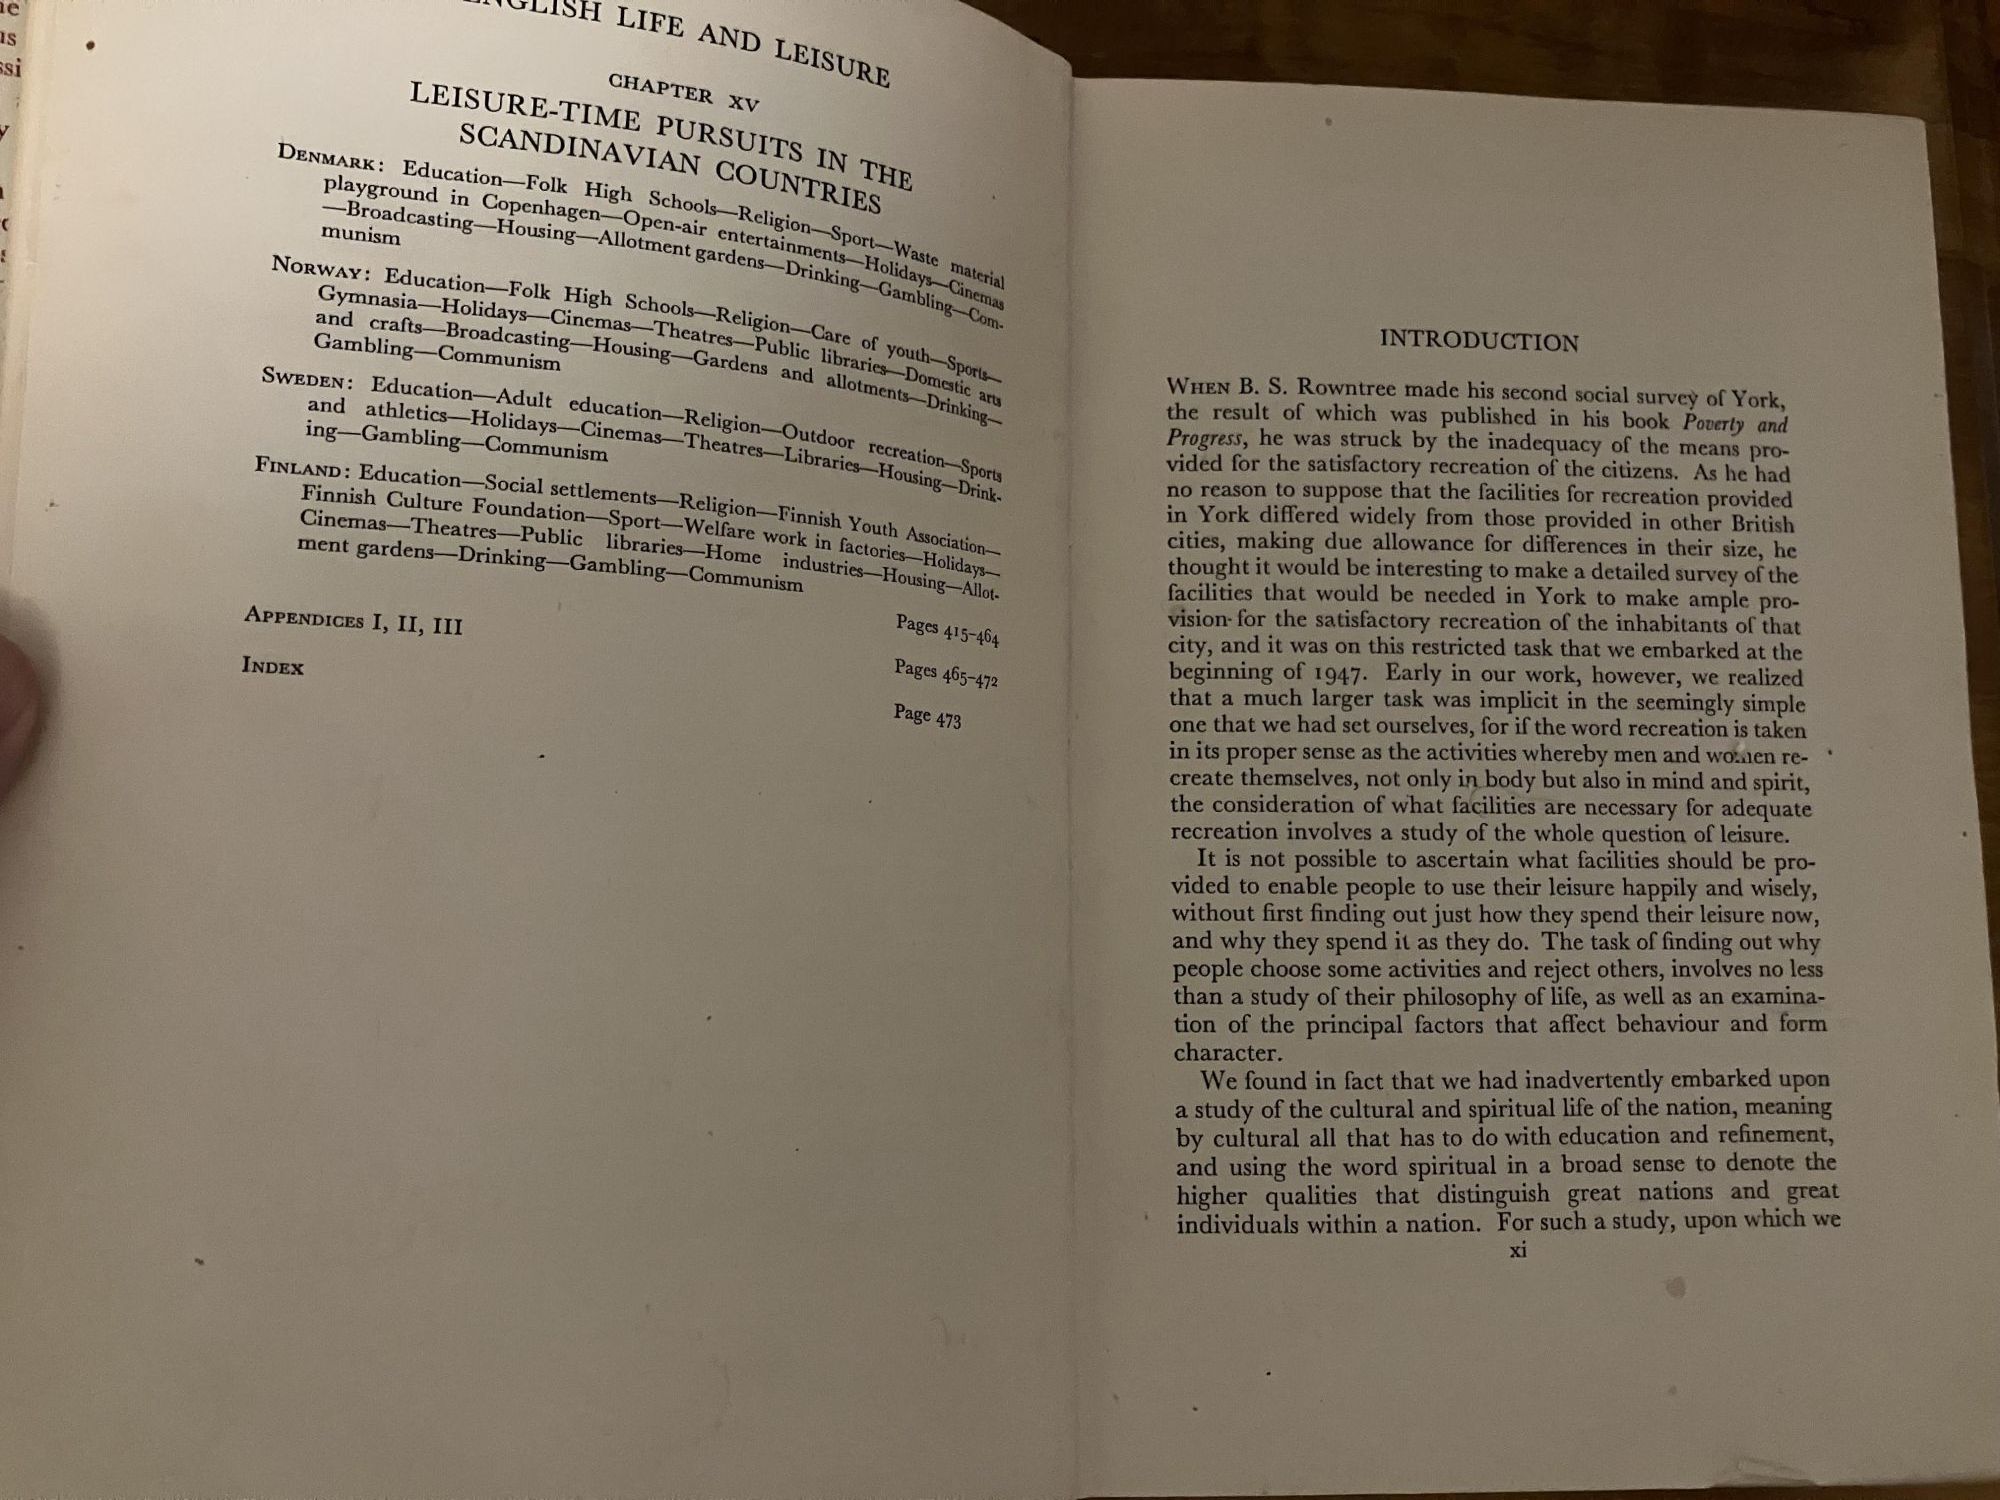 ENGLISH LIFE AND LEISURE
CHAPTER XV
LEISURE-TIME PURSUITS IN THE
SCANDINAVIAN COUNTRIES
DENMARK: Education—Folk High Schools—Religion—Sport—Waste material
playground in Copenhagen—Open-air entertainments—Holidays—Cinemas
—Broadcasting—Housing—Allotment gardens—Drinking—Gambling—Com-
munism
NORWAY: Education—Folk High Schools—Religion—Care of youth—Sports—
Gymnasia—Holidays—Cinemas—Theatres—Public libraries—Domestic arts
and crafts—Broadcasting—Housing—Gardens and allotments—Drinking—
Gambling—Communism
SWEDEN: Education—Adult education—Religion—Outdoor recreation—Sports
and athletics—Holidays—Cinemas—Theatres—Libraries—Housing—Drink-
ing—Gambling—Communism
FINLAND: Education—Social settlements—Religion—Finnish Youth Association—
Finnish Culture Foundation—Sport—Welfare work in factories—Holidays—
Cinemas—Theatres—Public libraries—Home industries—Housing—Allot-
ment gardens—Drinking—Gambling—Communism
Pages 415-464
APPENDICES I, II, III
Pages 465-472
INDEX
Page 473
INTRODUCTION
WHEN B. S. Rowntree made his second social survey of York,
the result of which was published in his book Poverty and
Progress, he was struck by the inadequacy of the means pro-
vided for the satisfactory recreation of the citizens. As he had
no reason to suppose that the facilities for recreation provided
in York differed widely from those provided in other British
cities, making due allowance for differences in their size, he
thought it would be interesting to make a detailed survey of the
facilities that would be needed in York to make ample pro-
vision for the satisfactory recreation of the inhabitants of that
city, and it was on this restricted task that we embarked at the
beginning of 1947. Early in our work, however, we realized
that a much larger task was implicit in the seemingly simple
one that we had set ourselves, for if the word recreation is taken
in its proper sense as the activities whereby men and women re-
create themselves, not only in body but also in mind and spirit,
the consideration of what facilities are necessary for adequate
recreation involves a study of the whole question of leisure.
It is not possible to ascertain what facilities should be pro-
vided to enable people to use their leisure happily and wisely,
without first finding out just how they spend their leisure now,
and why they spend it as they do. The task of finding out why
people choose some activities and reject others, involves no less
than a study of their philosophy of life, as well as an examina-
tion of the principal factors that affect behaviour and form
character.
We found in fact that we had inadvertently embarked upon
a study of the cultural and spiritual life of the nation, meaning
by cultural all that has to do with education and refinement,
and using the word spiritual in a broad sense to denote the
higher qualities that distinguish great nations and great
individuals within a nation. For such a study, upon which we
xi